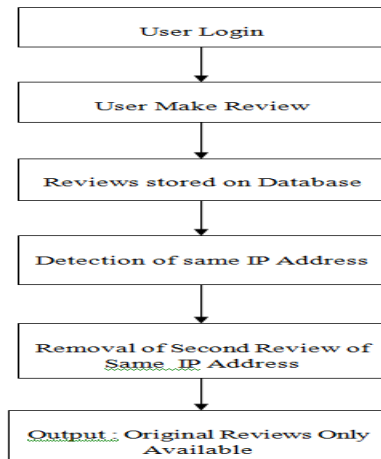 User Login
User Make Review
Reviews stored on Database
Detection of same IP Address
Removal of Second Review of
Same IP Address
Output : Original Reviews Only
Available